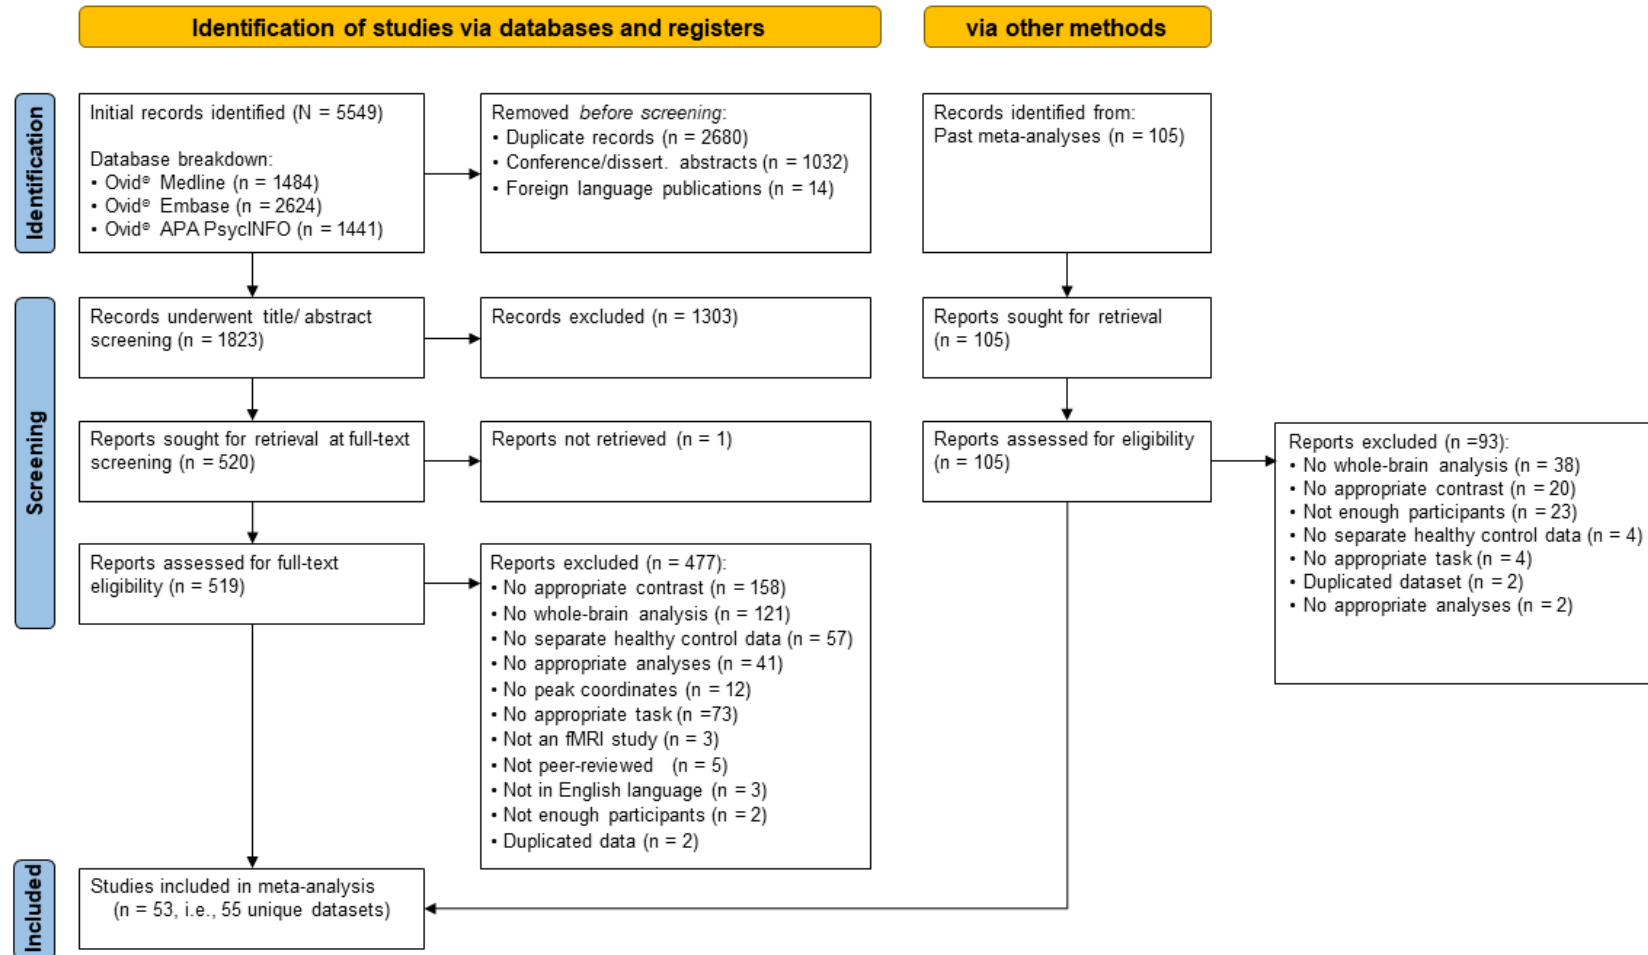 Identification of studies via databases and registers
via other methods
Identification
Initial records identified (N = 5549)
Database breakdown:
• Ovid® Medline (n = 1484)
• Ovid® Embase (n = 2624)
• Ovid® APA PsycINFO (n = 1441)
Removed before screening:
• Duplicate records (n = 2680)
• Conference/dissert. abstracts (n = 1032)
• Foreign language publications (n = 14)
Records identified from:
Past meta-analyses (n = 105)
Screening
Records underwent title/ abstract
screening (n = 1823)
Records excluded (n = 1303)
Reports sought for retrieval
(n = 105)
Reports sought for retrieval at full-text
screening (n = 520)
Reports not retrieved (n = 1)
Reports assessed for eligibility
(n = 105)
Reports excluded (n =93):
• No whole-brain analysis (n = 38)
• No appropriate contrast (n = 20)
• Not enough participants (n = 23)
• No separate healthy control data (n = 4)
• No appropriate task (n = 4)
• Duplicated dataset (n = 2)
• No appropriate analyses (n = 2)
Reports assessed for full-text
eligibility (n = 519)
Reports excluded (n = 477):
• No appropriate contrast (n = 158)
• No whole-brain analysis (n = 121)
• No separate healthy control data (n = 57)
• No appropriate analyses (n = 41)
• No peak coordinates (n = 12)
• No appropriate task (n =73)
• Not an fMRI study (n = 3)
• Not peer-reviewed (n = 5)
• Not in English language (n = 3)
• Not enough participants (n = 2)
• Duplicated data (n = 2)
Included
Studies included in meta-analysis
(n = 53, i.e., 55 unique datasets)